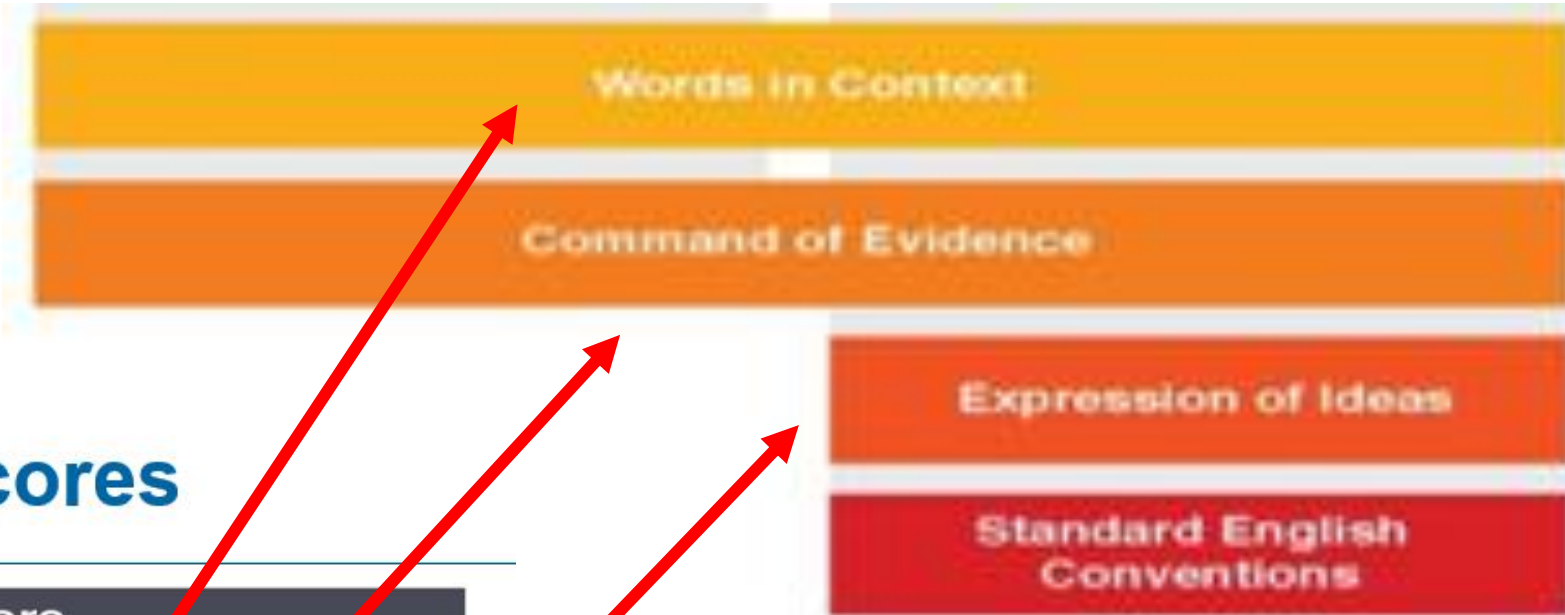 Words in Context
Command of Evidence
Expression of Ideas
cores
Standard English
Conventions